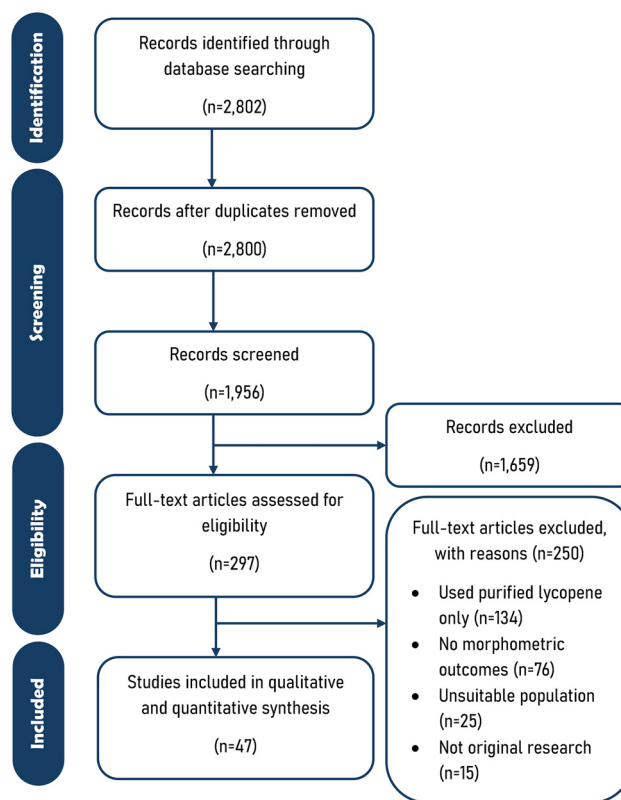 Identification
Records identified through
database searching
(n=2,802)
Screening
Records after duplicates removed
(n=2,800)
Records screened
(n=1,956)
Records excluded
(n=1,659)
Eligibility
Full-text articles assessed for
eligibility
(n=297)
Full-text articles excluded,
with reasons (n=250)
• Used purified lycopene
only (n=134)
• No morphometric
outcomes (n=76)
• Unsuitable population
(n=25)
• Not original research
(n=15)
Included
Studies included in qualitative
and quantitative synthesis
(n=47)